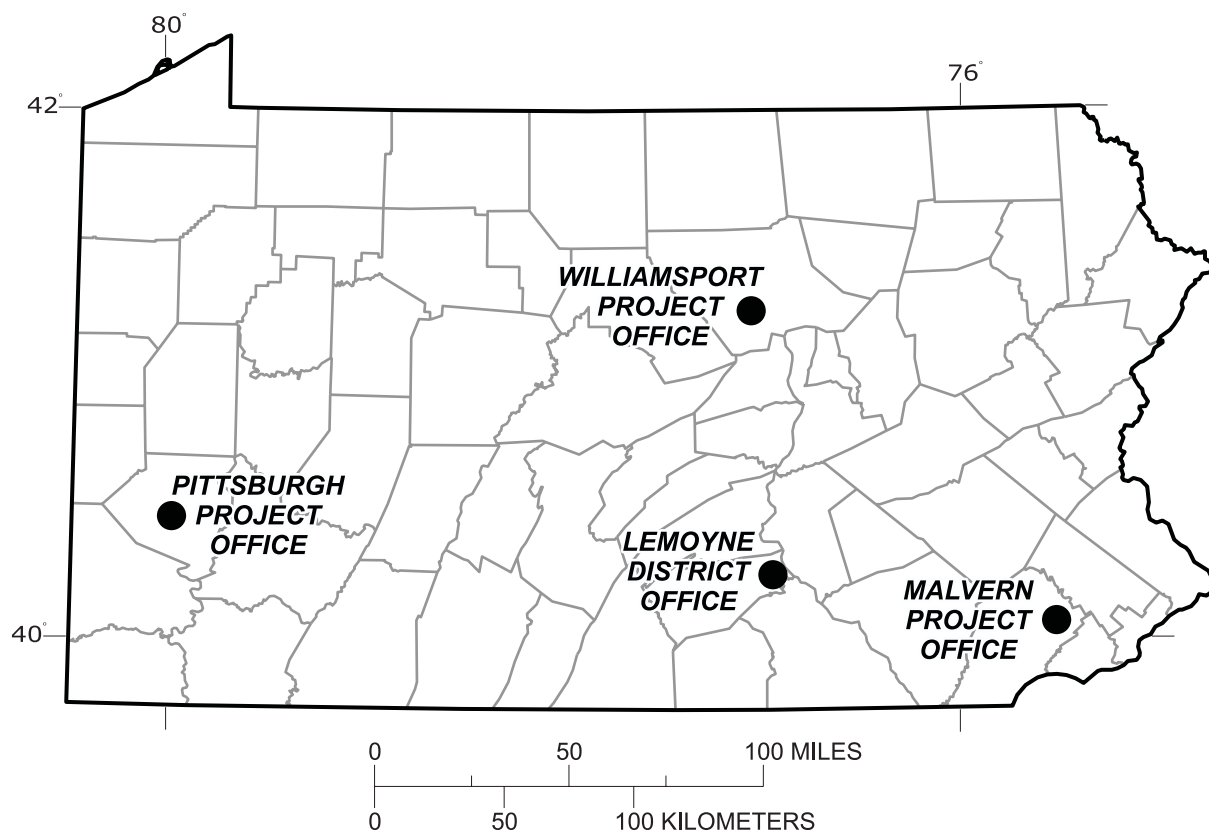 80°
76°
42°
WILLIAMSPORT
PROJECT
OFFICE
PITTSBURGH
PROJECT
OFFICE
LEMOYNE
DISTRICT
OFFICE
MALVERN
PROJECT
OFFICE
40°
0 50 100 MILES
0 50 100 KILOMETERS